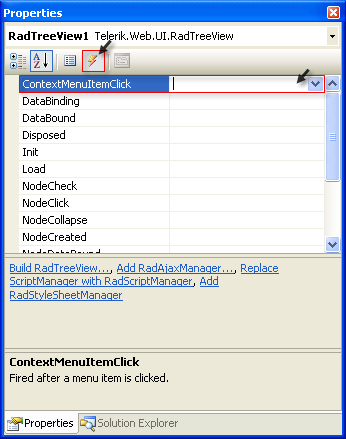 Properties
RadTreeView1 Telerik.Web.UI.RadTreeView
A
Z
ContextMenuItemClick
DataBinding
DataBound
Disposed
Init
Load
NodeCheck
NodeClick
NodeCollapse
NodeCreated
NodeDataBound
Build RadTreeView..., Add RadAjaxManager..., Replace
ScriptManager with RadScriptManager, Add
RadStyleSheetManager
ContextMenuItemClick
Fired after a menu item is clicked.
Properties Solution Explorer